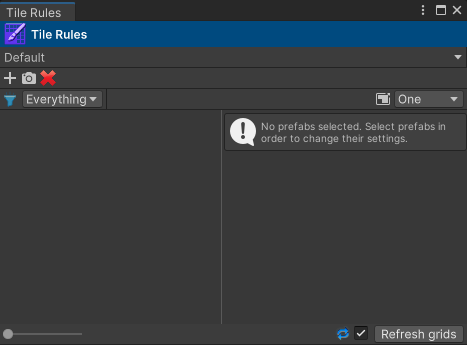 Tile Rules
Tile Rules
Default
Everything
One
No prefabs selected. Select prefabs in
order to change their settings.
Refresh grids